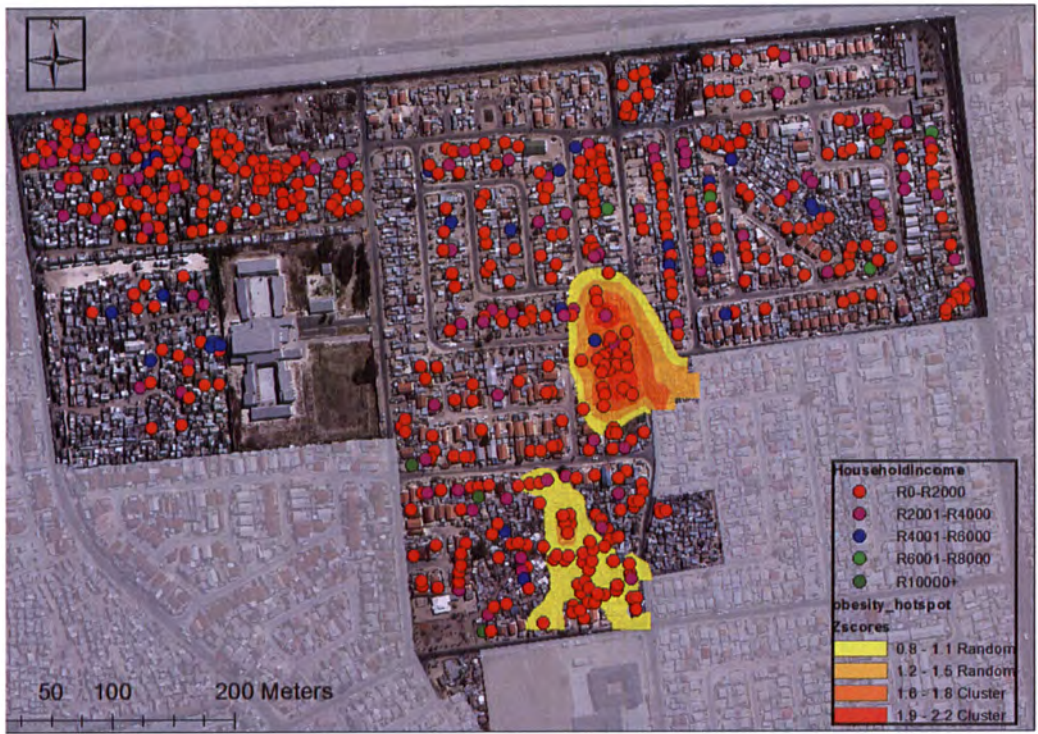 N
HouseholdIncome
R0-R2000
R2001-R4000
R4001-R6000
R6001-R8000
R10000+
obesity_hotspot
Zscores
0.8 - 1.1 Random
1.2 - 1.5 Random
1.6 - 1.8 Cluster
1.9 - 2.2 Cluster
50 100 200 Meters